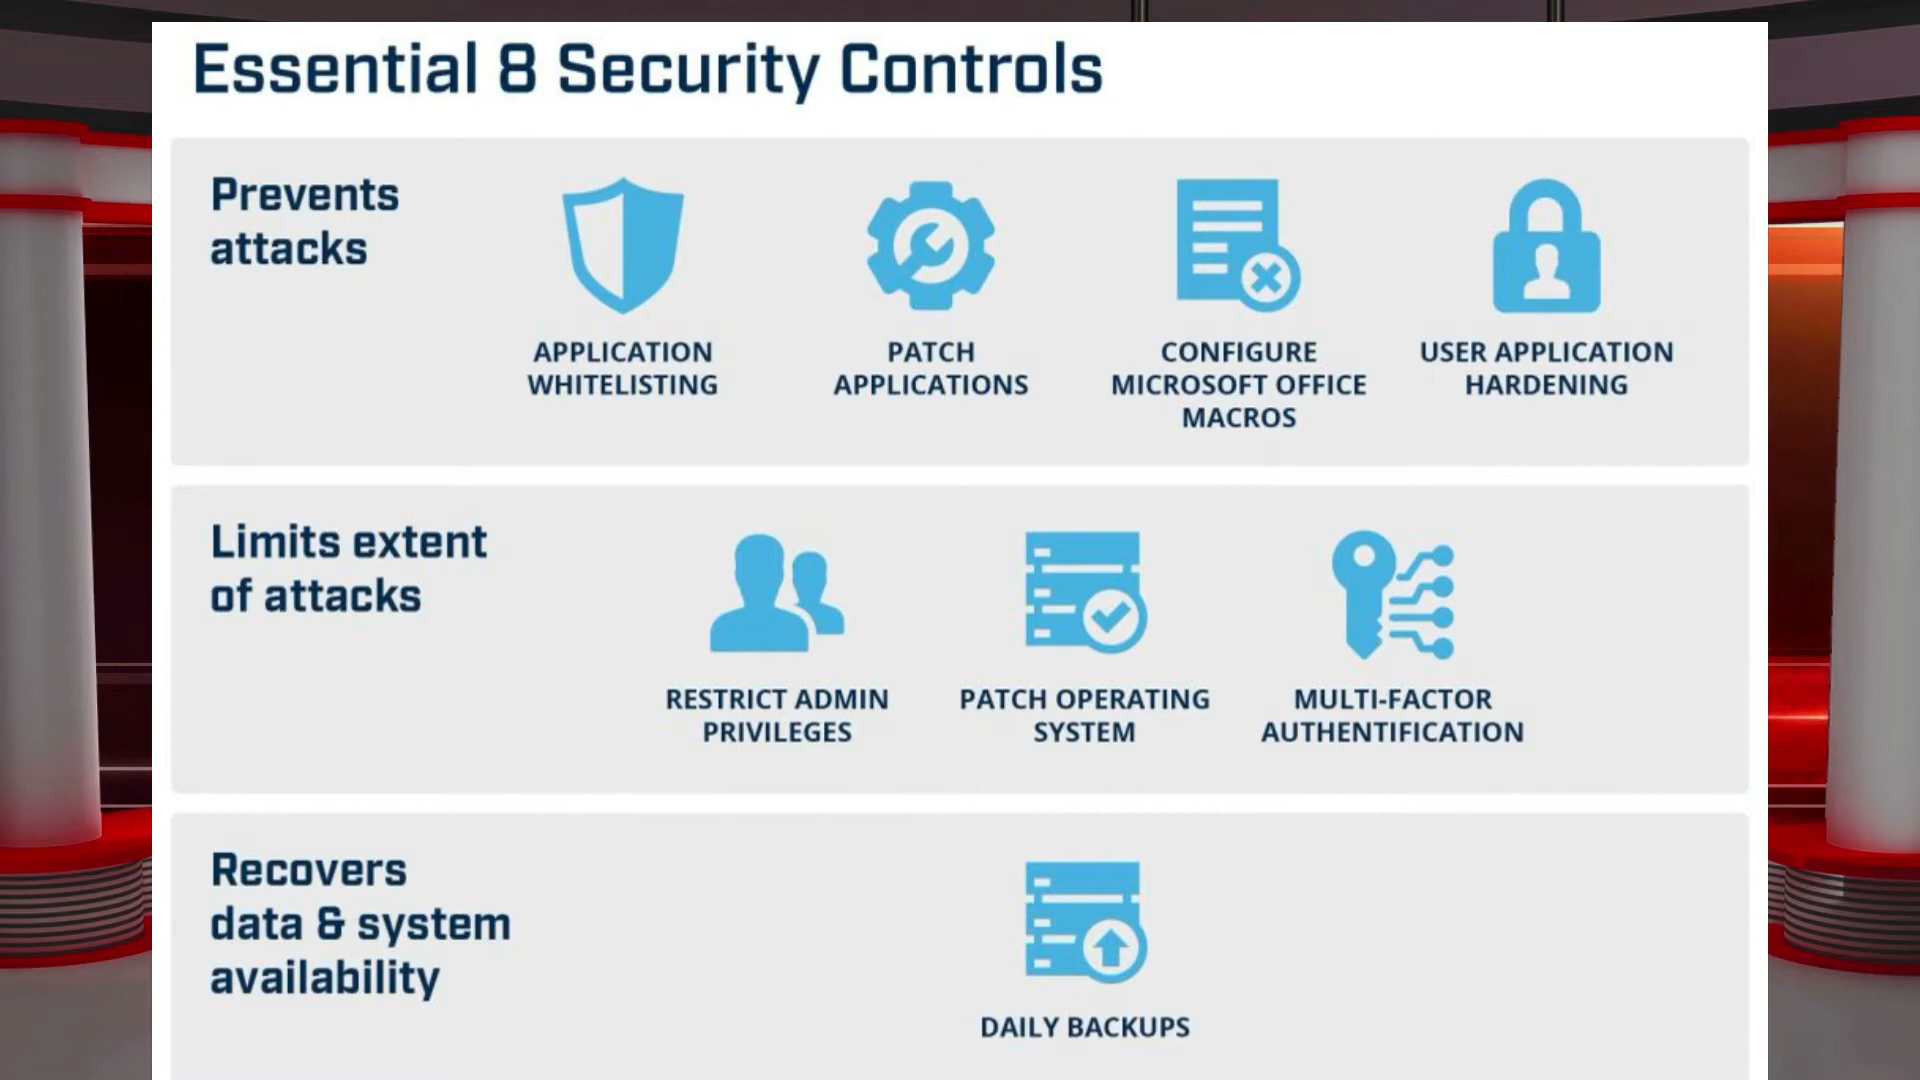 Essential 8 Security Controls
Prevents
attacks
APPLICATION
WHITELISTING
PATCH
APPLICATIONS
CONFIGURE
MICROSOFT OFFICE
MACROS
USER APPLICATION
HARDENING
Limits extent
of attacks
RESTRICT ADMIN
PRIVILEGES
PATCH OPERATING
SYSTEM
MULTI-FACTOR
AUTHENTIFICATION
Recovers
data & system
availability
DAILY BACKUPS